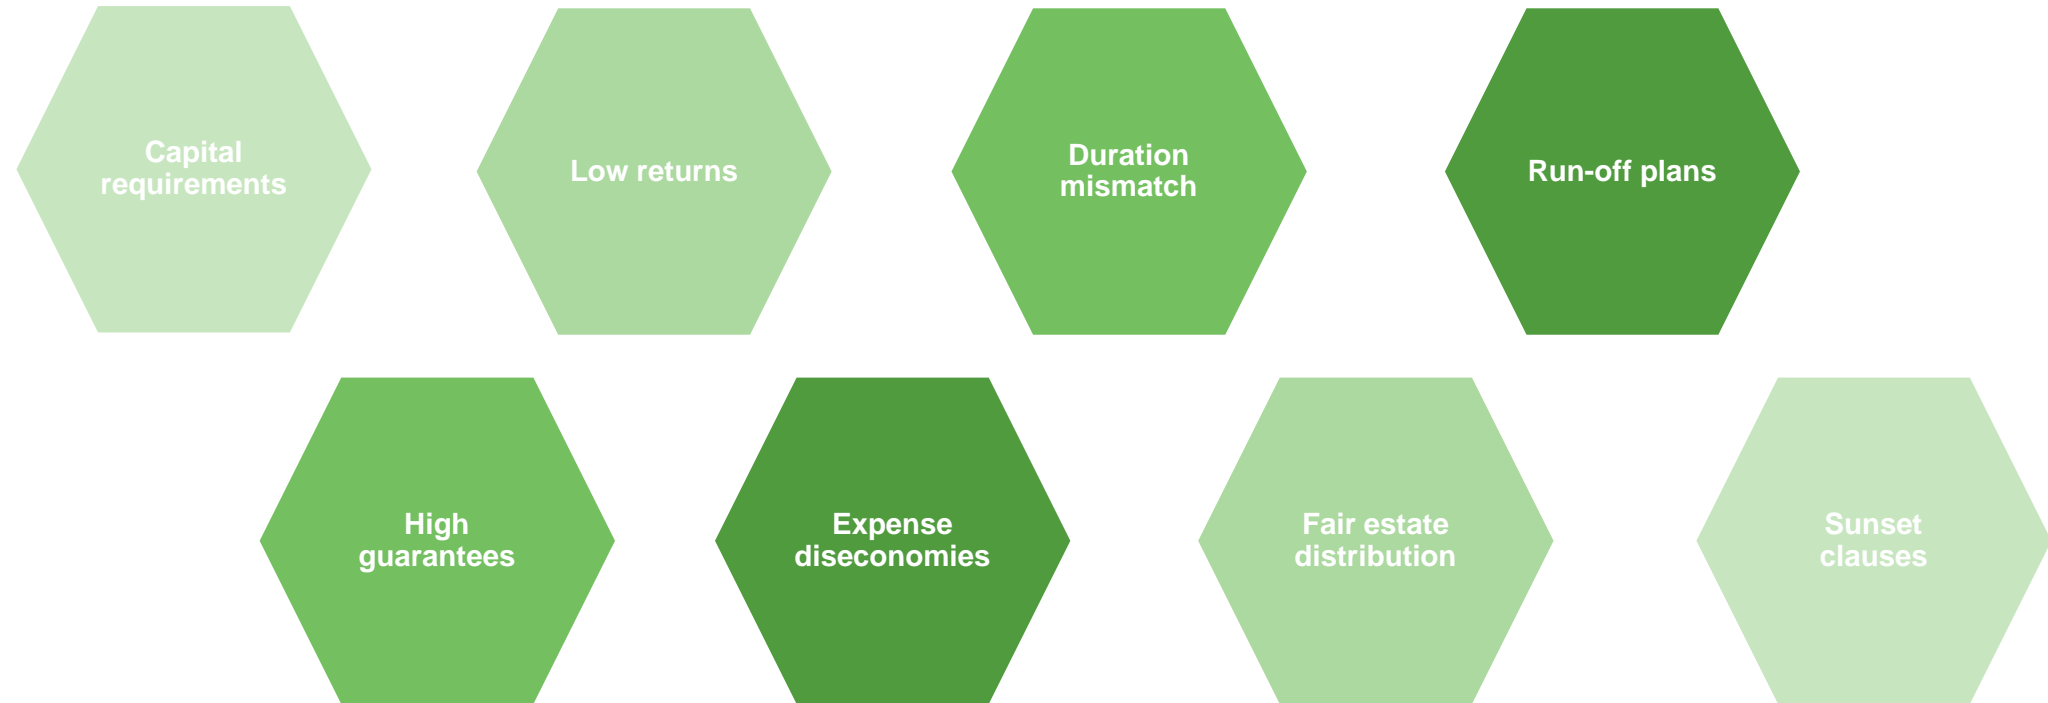 Capital
requirements
Low returns
Duration
mismatch
Run-off plans
High
guarantees
Expense
diseconomies
Fair estate
distribution
Sunset
clauses